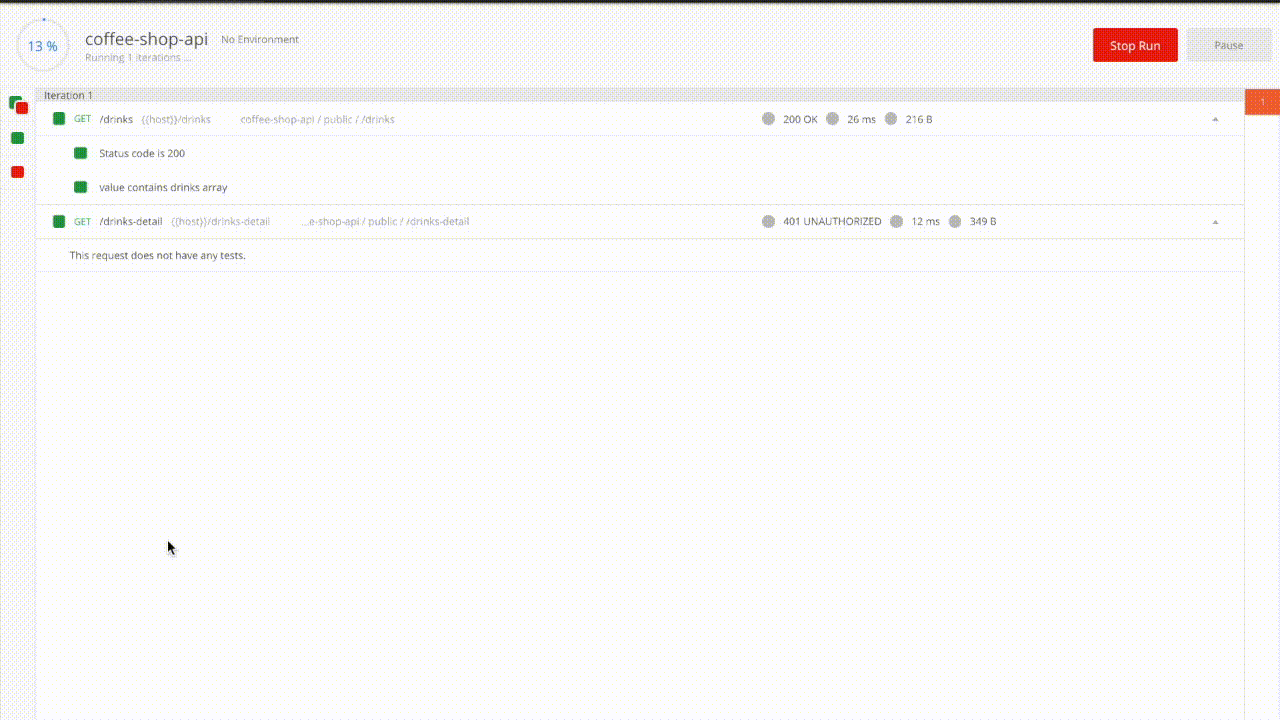 13 %
coffee-shop-api No Environment
Running 1 iterations ...
Stop Run
Pause
Iteration 1
1
GET /drinks {{host}}/drinks coffee-shop-api / public / /drinks 200 OK 26 ms 216 B
Status code is 200
value contains drinks array
GET /drinks-detail {{host}}/drinks-detail ...e-shop-api / public / /drinks-detail 401 UNAUTHORIZED 12 ms 349 B
This request does not have any tests.